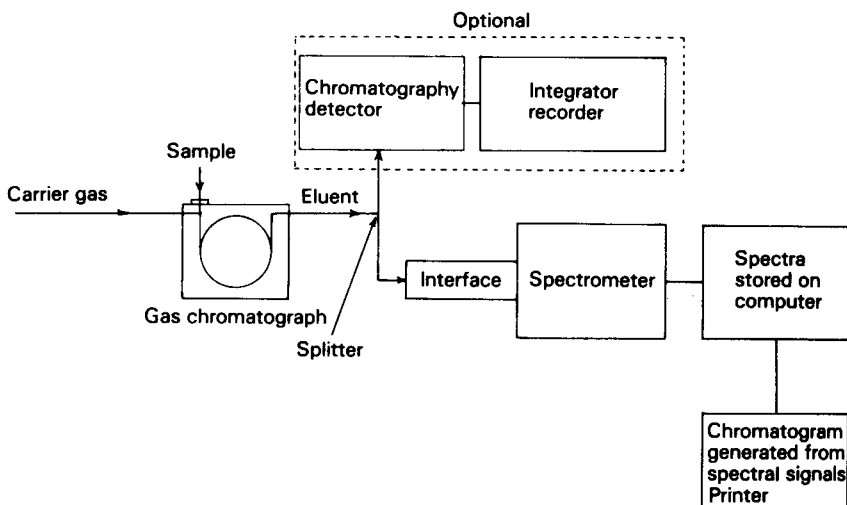 Optional
Chromatography
detector
Integrator
recorder
Sample
Carrier gas
Eluent
Gas chromatograph
Splitter
Interface
Spectrometer
Spectra
stored on
computer
Chromatogram
generated from
spectral signals
Printer